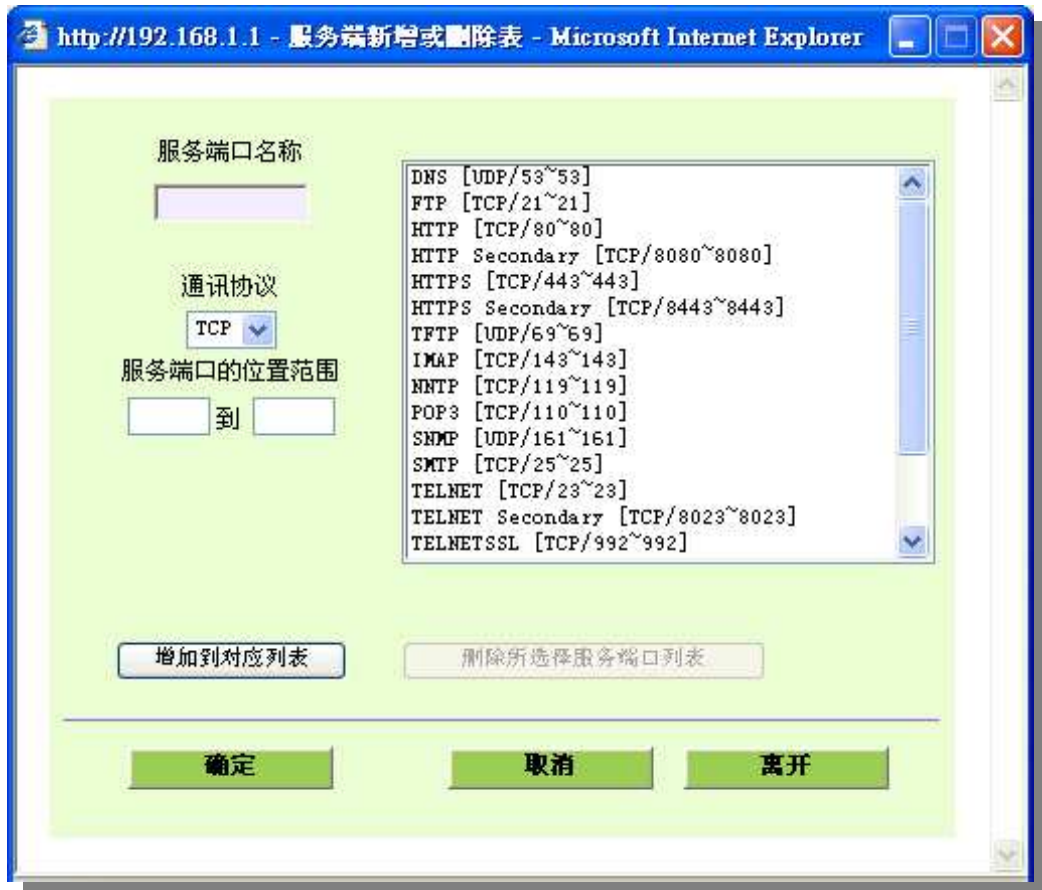 http://192.168.1.1 - 服务端新增或删除表 - Microsoft Internet Explorer
服务端口名称
通讯协议
TCP
服务端口的位置范围
到
DNS [UDP/53~53]
FTP [TCP/21~21]
HTTP [TCP/80~80]
HTTP Secondary [TCP/8080~8080]
HTTPS [TCP/443~443]
HTTPS Secondary [TCP/8443~8443]
TFTP [UDP/69~69]
IMAP [TCP/143~143]
NNTP [TCP/119~119]
POP3 [TCP/110~110]
SNMP [UDP/161~161]
SMTP [TCP/25~25]
TELNET [TCP/23~23]
TELNET Secondary [TCP/8023~8023]
TELNETSSL [TCP/992~992]
增加到对应列表
删除所选择服务端口列表
确定
取消
离开